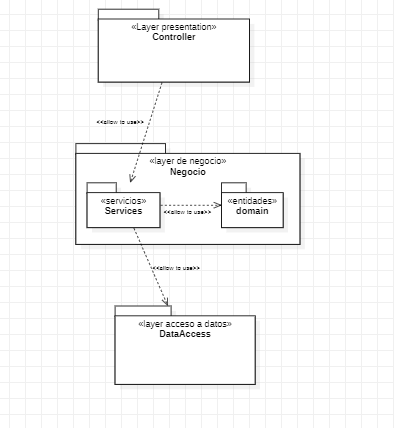 «Layer presentation»
Controller
<<allow to use>>
«layer de negocio»
Negocio
«servicios»
Services
<<allow to use>>
«entidades»
domain
<<allow to use>>
«layer acceso a datos»
DataAccess